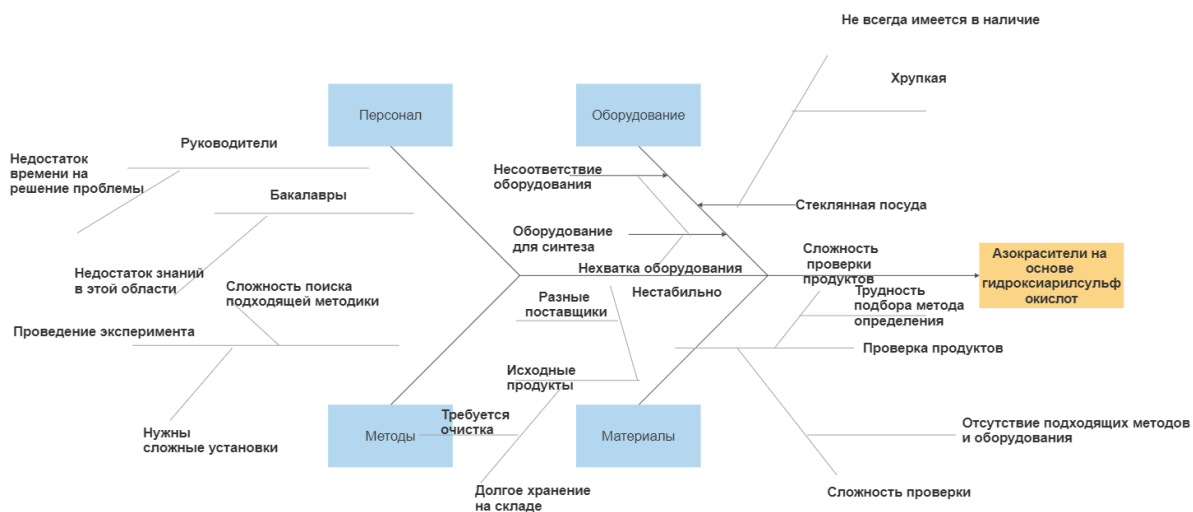 Не всегда имеется в наличие
Хрупкая
Персонал
Оборудование
Руководители
Недостаток
времени на
решение проблемы
Несоответствие
оборудования
Бакалавры
Стеклянная посуда
Оборудование
для синтеза
Сложность
проверки
продуктов
Азокрасители на
основе
гидроксиарилсульф
окислот
Нехватка оборудования
Недостаток знаний
в этой области
Сложность поиска
подходящей методики
Разные
поставщики
Нестабильно
Трудность
подбора метода
определения
Проведение эксперимента
Проверка продуктов
Исходные
продукты
Требуется
очистка
Методы
Материалы
Нужны
сложные установки
Отсутствие подходящих методов
и оборудования
Долгое хранение
на складе
Сложность проверки